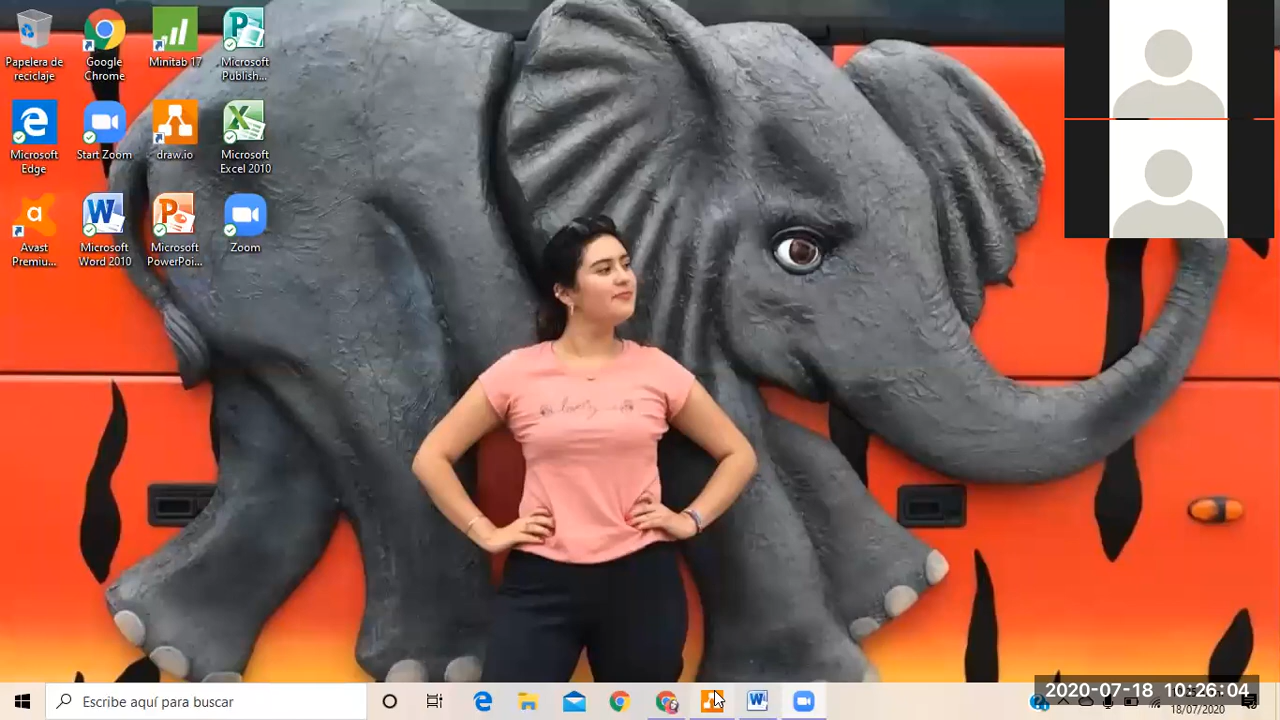 Papelera de
reciclaje
Google
Chrome
Minitab 17
Microsoft
Publish...
Microsoft
Edge
Start Zoom
draw.io
Microsoft
Excel 2010
Avast
Premiu...
Microsoft
Word 2010
Microsoft
PowerPoi...
Zoom
Escribe aquí para buscar
2020-07-18 10:26:04
18/07/2020